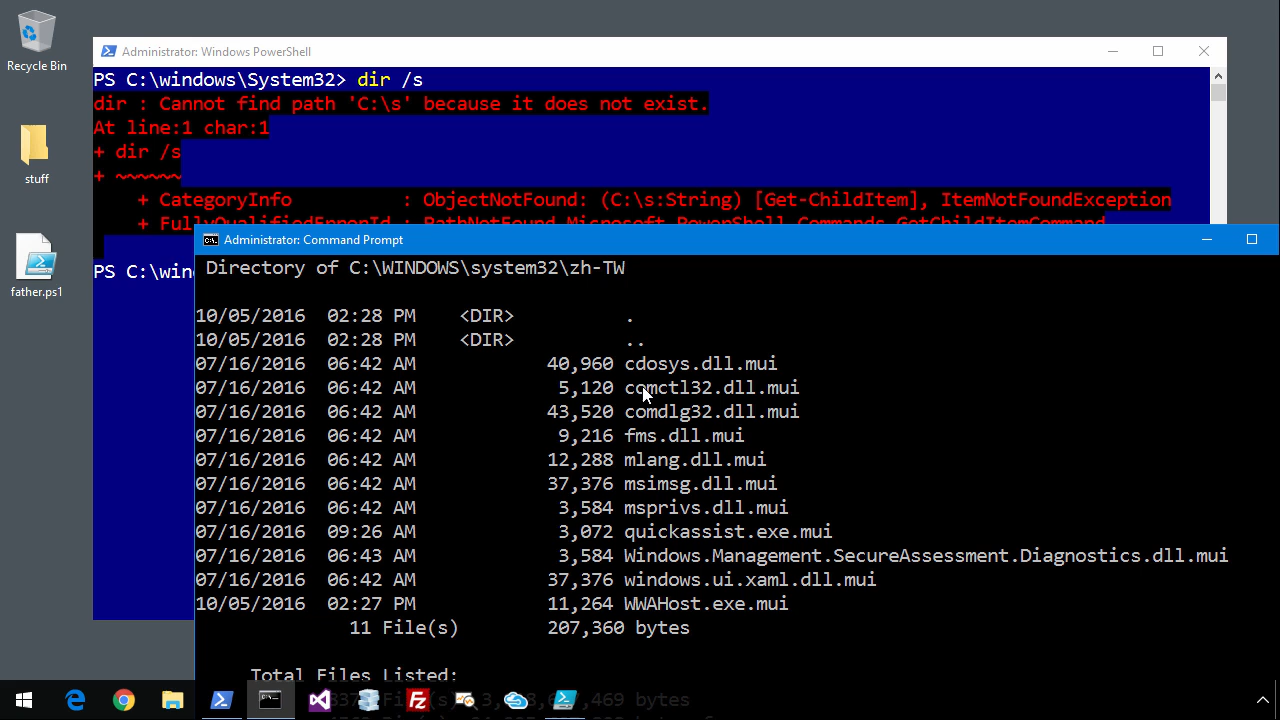 Recycle Bin
stuff
father.ps1
Administrator: Windows PowerShell
PS C:\windows\System32> dir /s
dir : Cannot find path 'C:\s' because it does not exist.
At line:1 char:1
+ dir /s
+ ~~~~~~
+ CategoryInfo : ObjectNotFound: (C:\s:String) [Get-ChildItem], ItemNotFoundException
+ FullyQualifiedErrorId : PathNotFound,Microsoft.PowerShell.Commands.GetChildItemCommand
PS C:\win
Administrator: Command Prompt
Directory of C:\WINDOWS\system32\zh-TW
10/05/2016 02:28 PM <DIR> .
10/05/2016 02:28 PM <DIR> ..
07/16/2016 06:42 AM 40,960 cdosys.dll.mui
07/16/2016 06:42 AM 5,120 comctl32.dll.mui
07/16/2016 06:42 AM 43,520 comdlg32.dll.mui
07/16/2016 06:42 AM 9,216 fms.dll.mui
07/16/2016 06:42 AM 12,288 mlang.dll.mui
07/16/2016 06:42 AM 37,376 msimsg.dll.mui
07/16/2016 06:42 AM 3,584 msprivs.dll.mui
07/16/2016 09:26 AM 3,072 quickassist.exe.mui
07/16/2016 06:43 AM 3,584 Windows.Management.SecureAssessment.Diagnostics.dll.mui
07/16/2016 06:42 AM 37,376 windows.ui.xaml.dll.mui
10/05/2016 02:27 PM 11,264 WWAHost.exe.mui
11 File(s) 207,360 bytes
Total Files Listed:
469 bytes